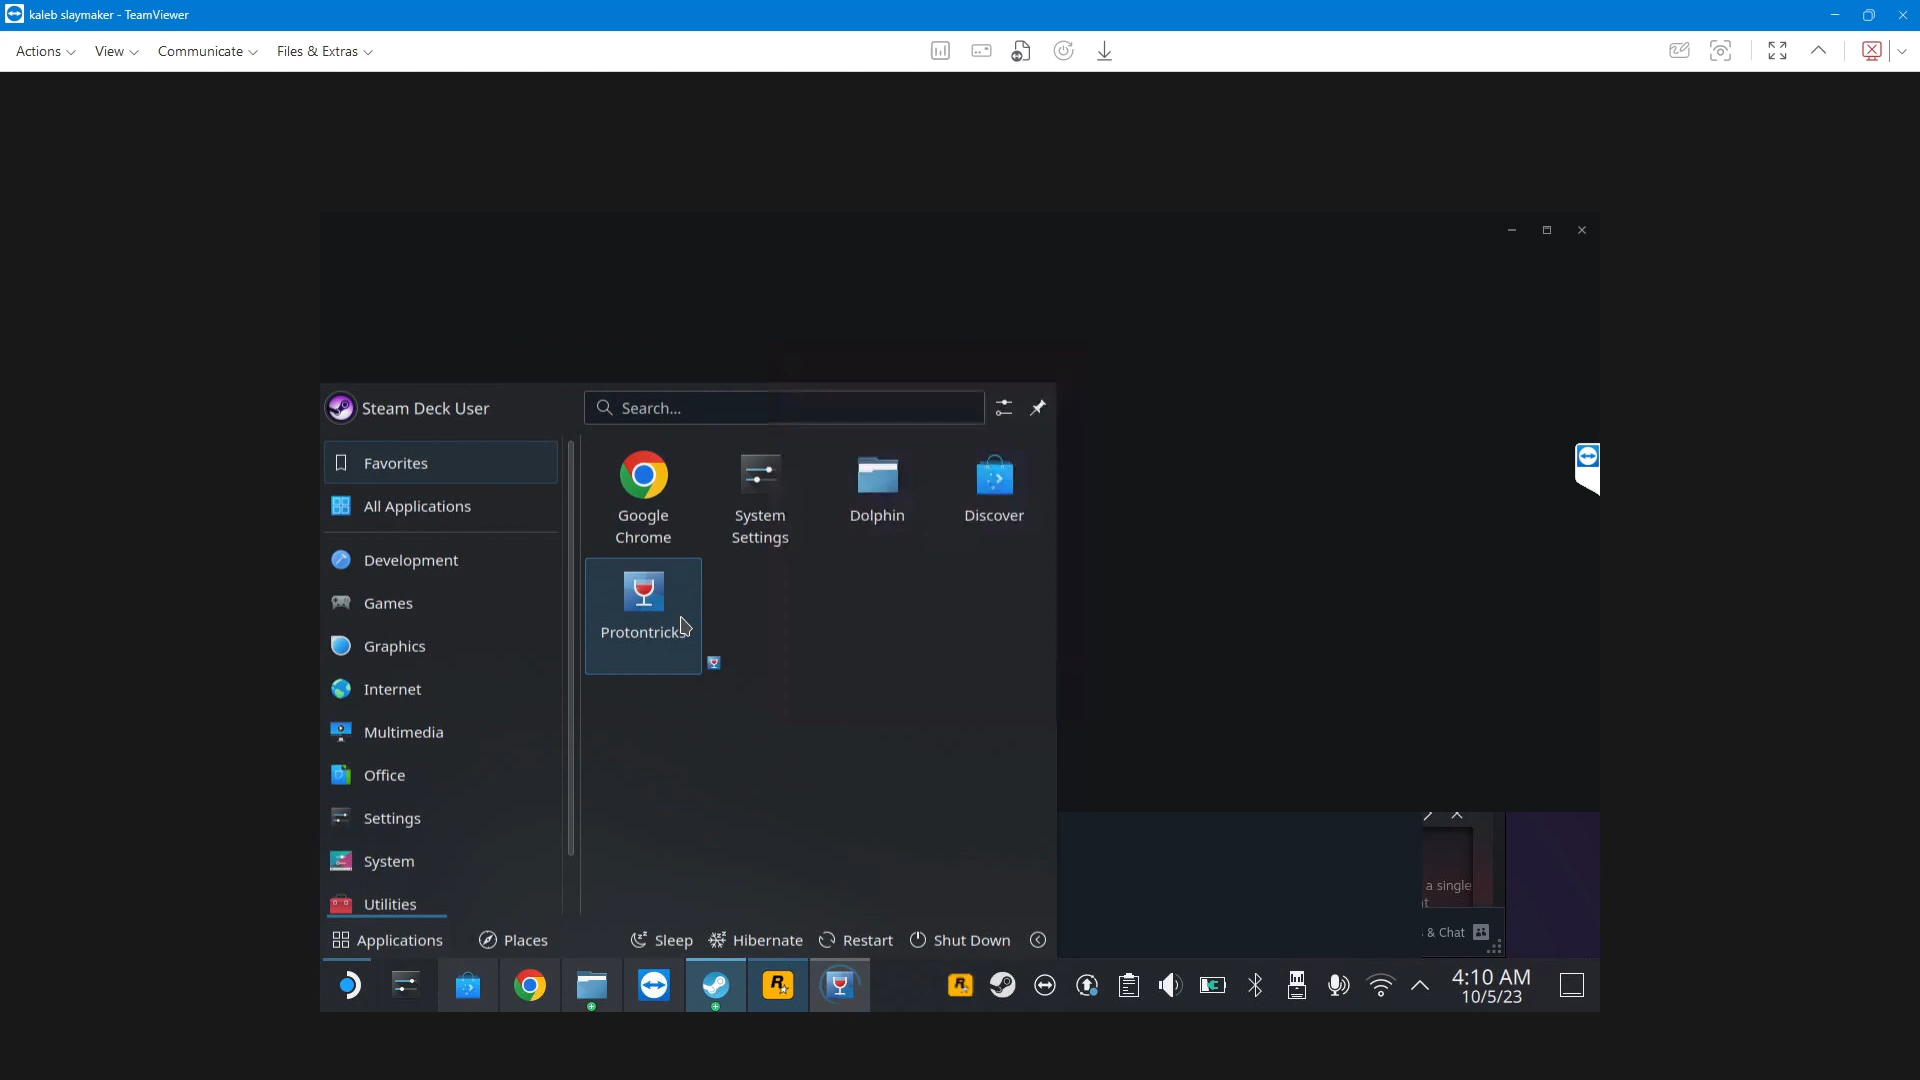 kaleb slaymaker - TeamViewer
Actions View Communicate Files & Extras
Steam Deck User
Search...
Favorites
All Applications
Development
Games
Graphics
Internet
Multimedia
Office
Settings
System
Utilities
Google
Chrome
System
Settings
Dolphin
Discover
Protontricks
a single
& Chat
Applications
Places
Sleep
Hibernate
Restart
Shut Down
4:10 AM
10/5/23